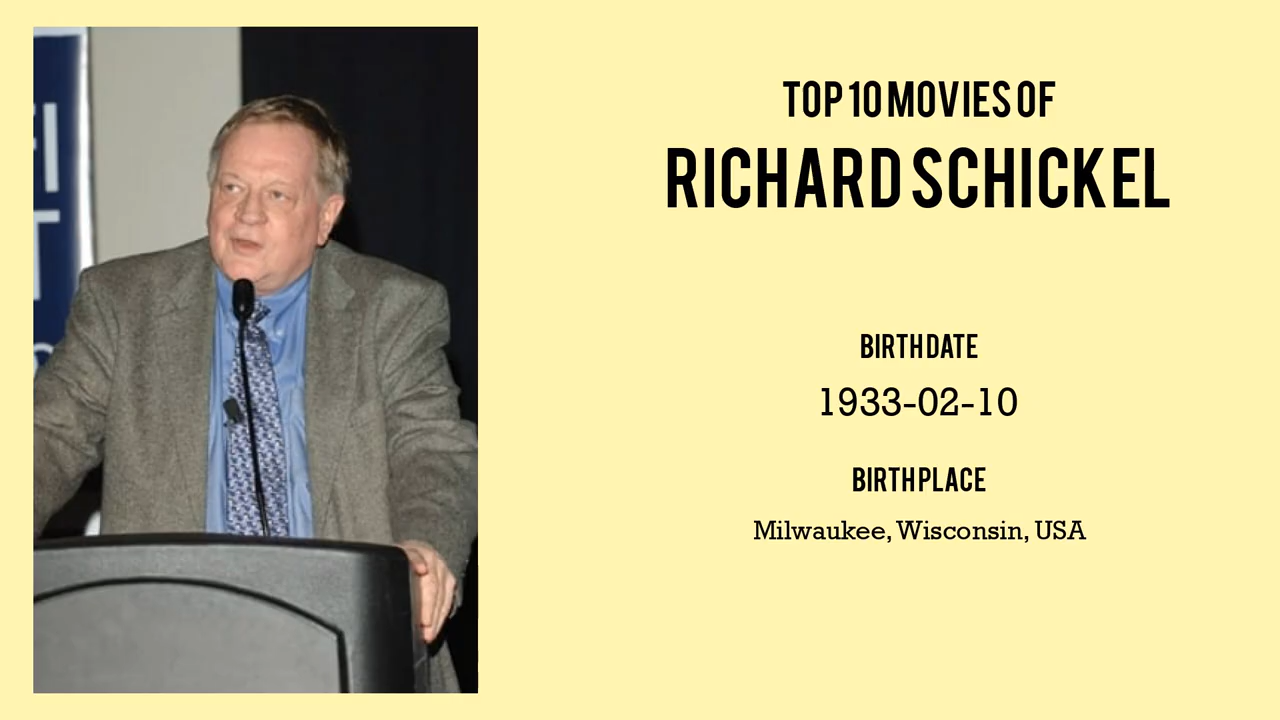 TOP 10 MOVIES OF
RICHARD SCHICKEL
BIRTHDATE
1933-02-10
BIRTHPLACE
Milwaukee, Wisconsin, USA